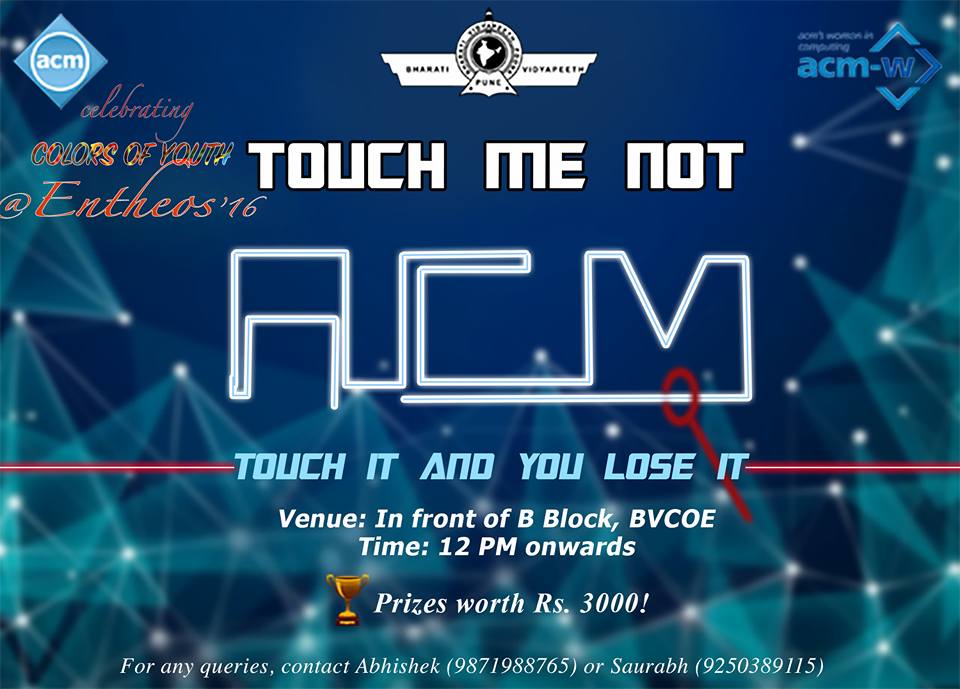 acm
BHARATI VIDYAPEETH
PUNE
acm's women in
computing
acm-w
celebrating
COLORS OF YOUTH
@Entheos'16
TOUCH ME NOT
ACM
TOUCH IT AND YOU LOSE IT
Venue: In front of B Block, BVCOE
Time: 12 PM onwards
Prizes worth Rs. 3000!
For any queries, contact Abhishek (9871988765) or Saurabh (9250389115)